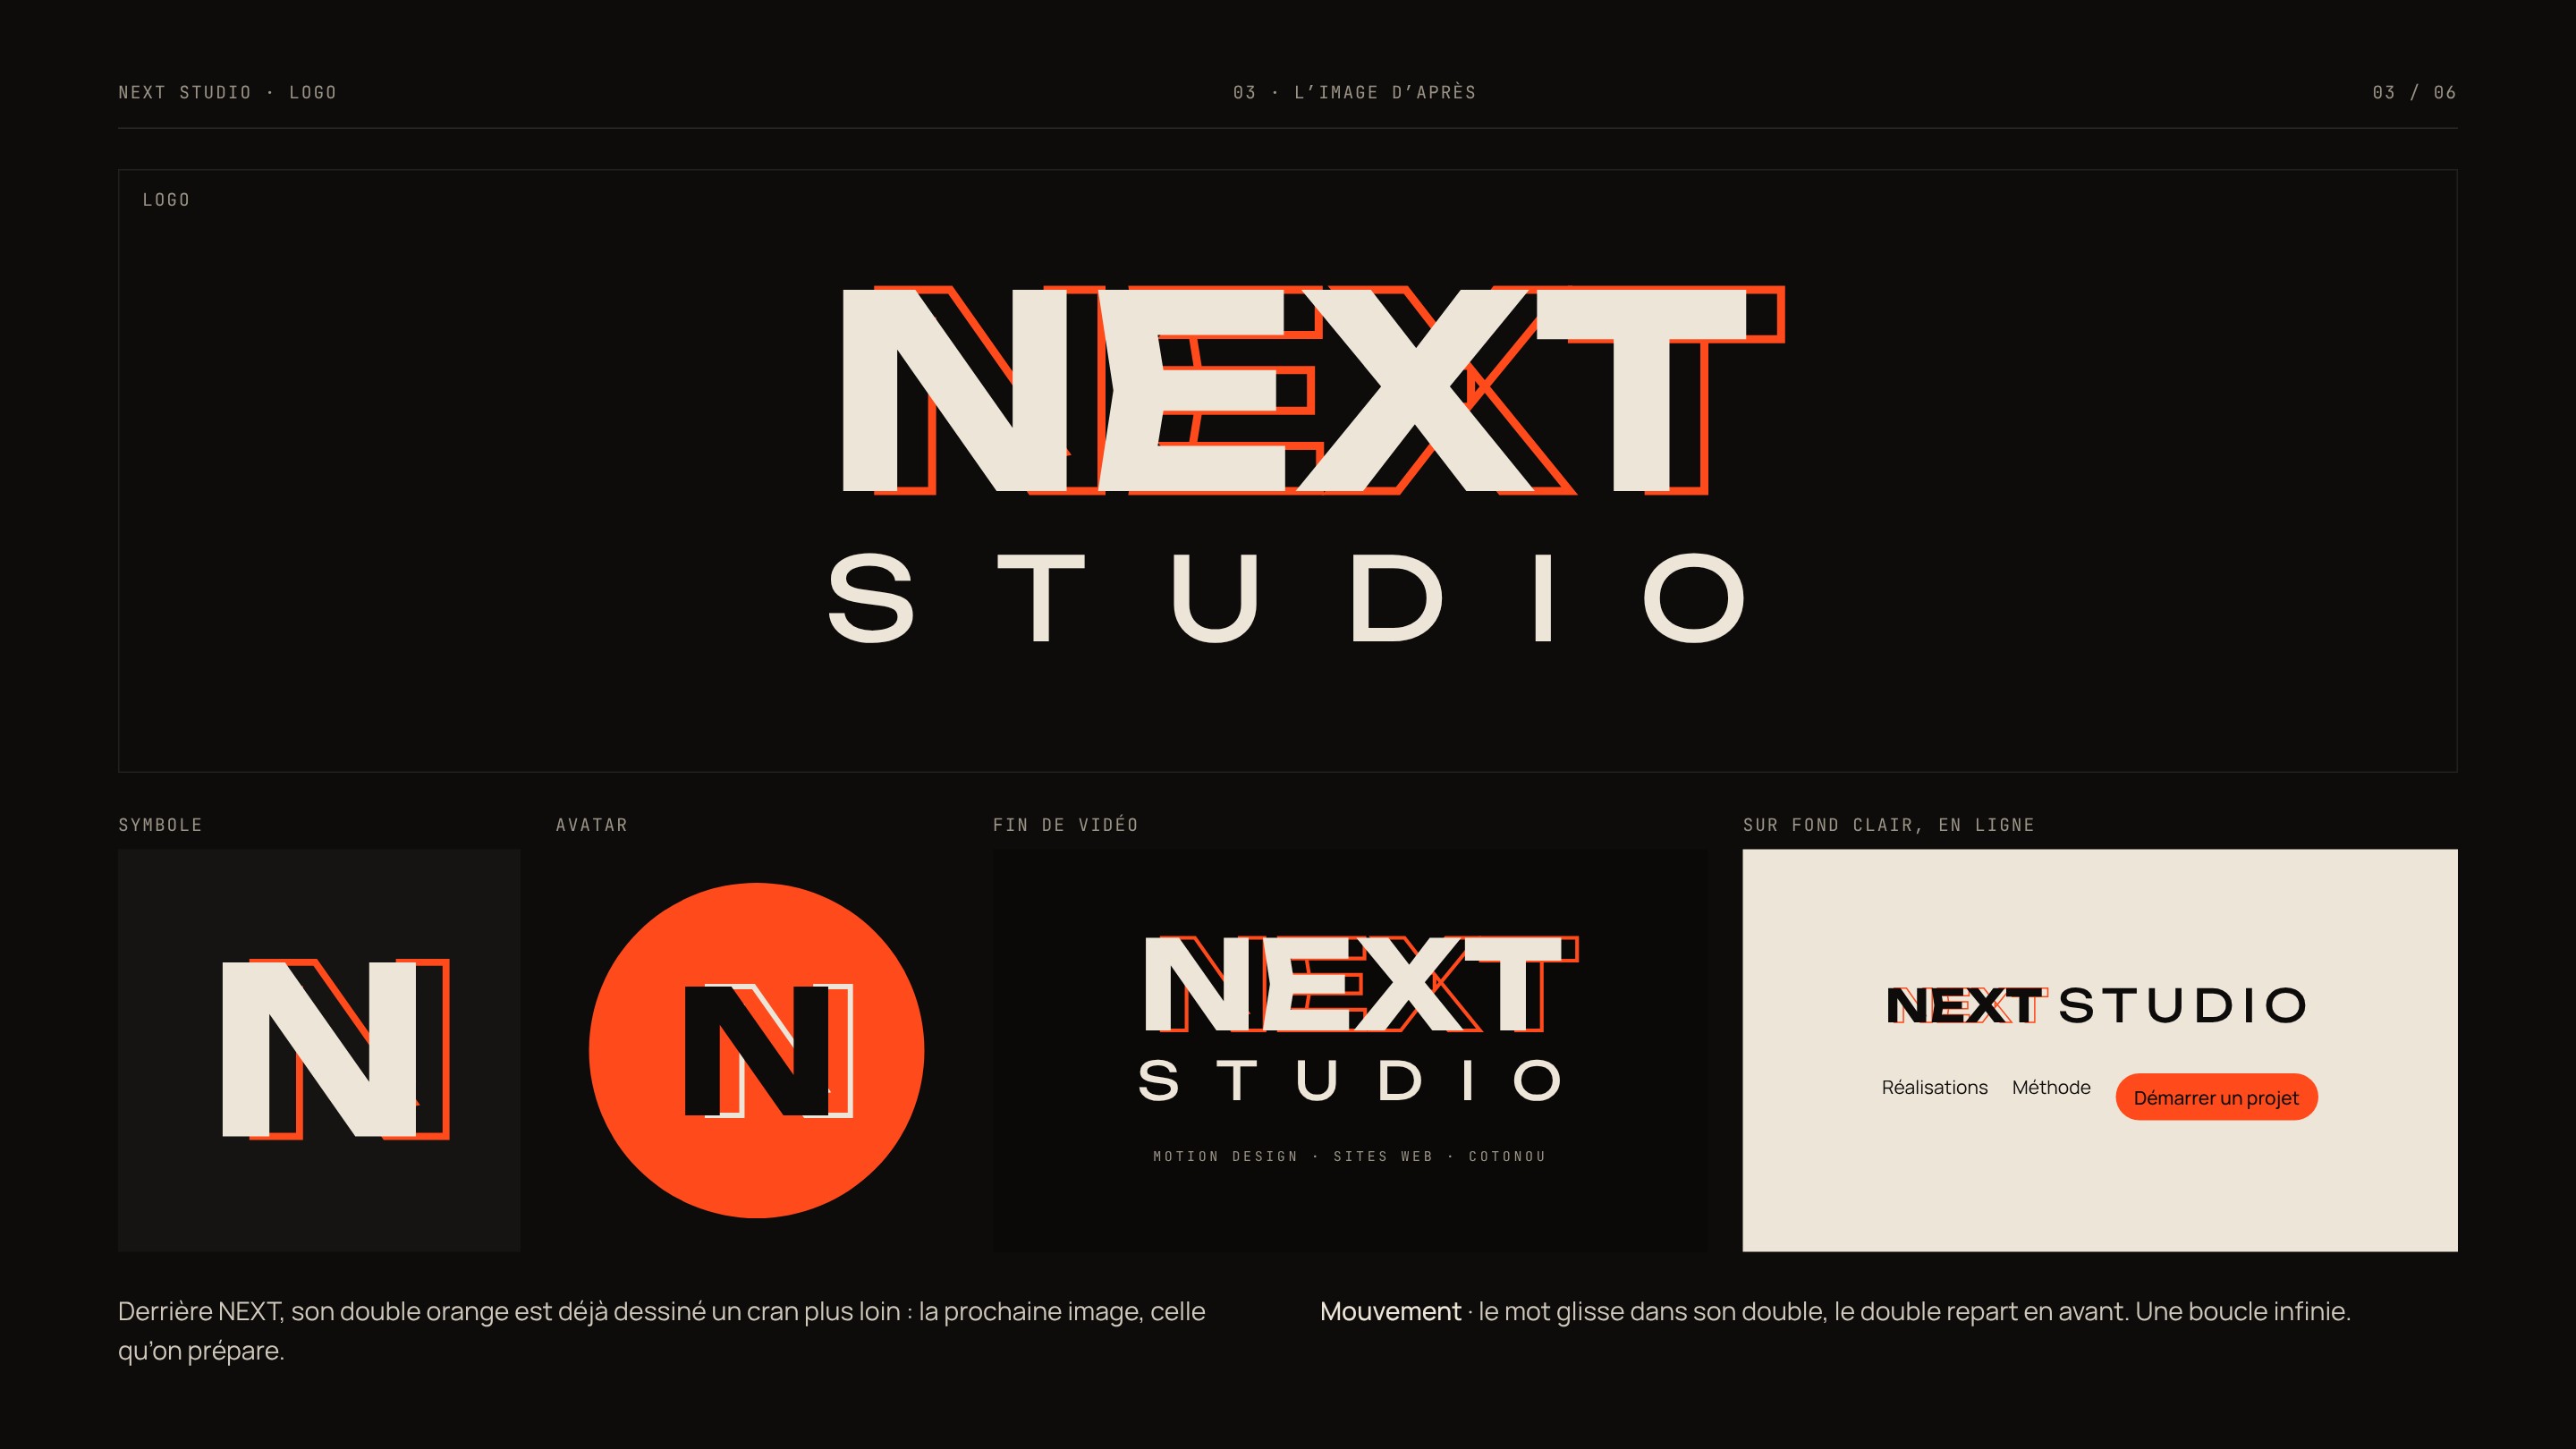 NEXT STUDIO · LOGO
03 · L’IMAGE D’APRÈS
03 / 06
LOGO
NEXT
STUDIO
SYMBOLE
AVATAR
FIN DE VIDÉO
SUR FOND CLAIR, EN LIGNE
N
N
NEXT
STUDIO
MOTION DESIGN · SITES WEB · COTONOU
NEXT STUDIO
Réalisations Méthode Démarrer un projet
Derrière NEXT, son double orange est déjà dessiné un cran plus loin : la prochaine image, celle
qu’on prépare.
Mouvement · le mot glisse dans son double, le double repart en avant. Une boucle infinie.